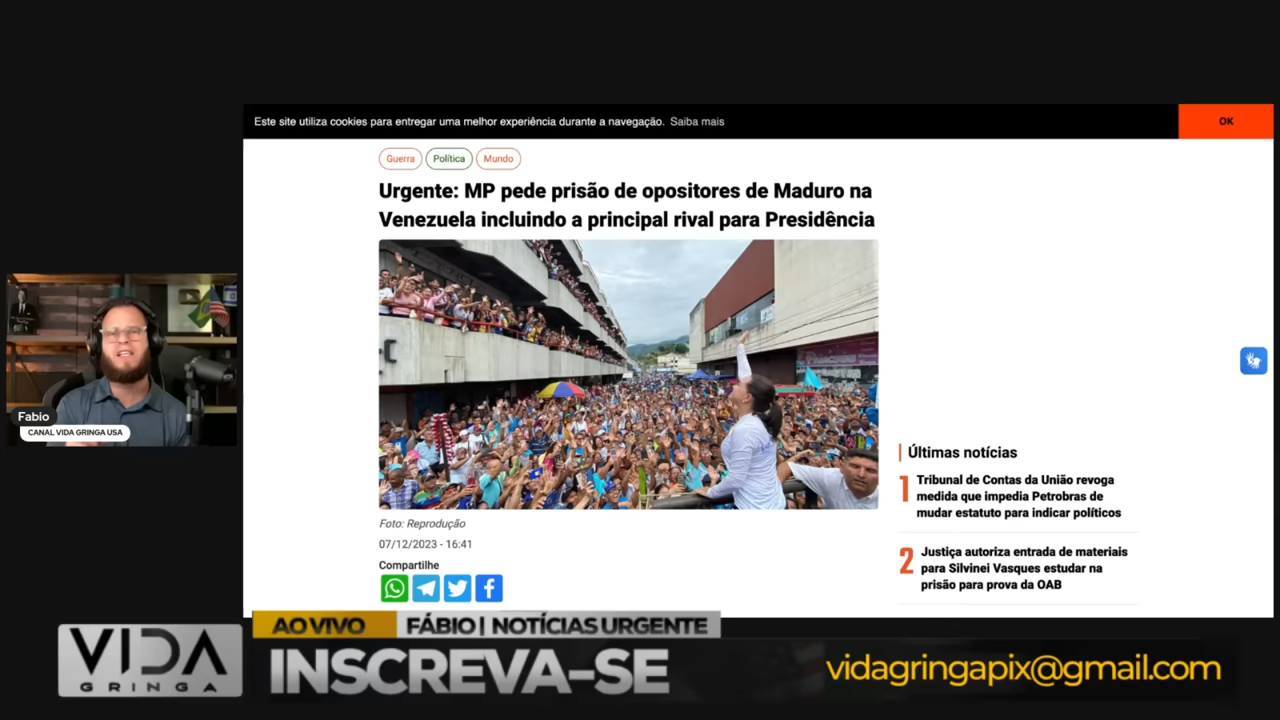 Este site utiliza cookies para entregar uma melhor experiência durante a navegação. Saiba mais
OK
Guerra
Política
Mundo
Urgente: MP pede prisão de opositores de Maduro na
Venezuela incluindo a principal rival para Presidência
Foto: Reprodução
07/12/2023 - 16:41
Compartilhe
Últimas notícias
1
Tribunal de Contas da União revoga
medida que impedia Petrobras de
mudar estatuto para indicar políticos
2
Justiça autoriza entrada de materiais
para Silvinei Vasques estudar na
prisão para prova da OAB
Fabio
CANAL VIDA GRINGA USA
AO VIVO
FÁBIO | NOTÍCIAS URGENTE
VIDA
GRINGA
INSCREVA-SE
vidagringapix@gmail.com